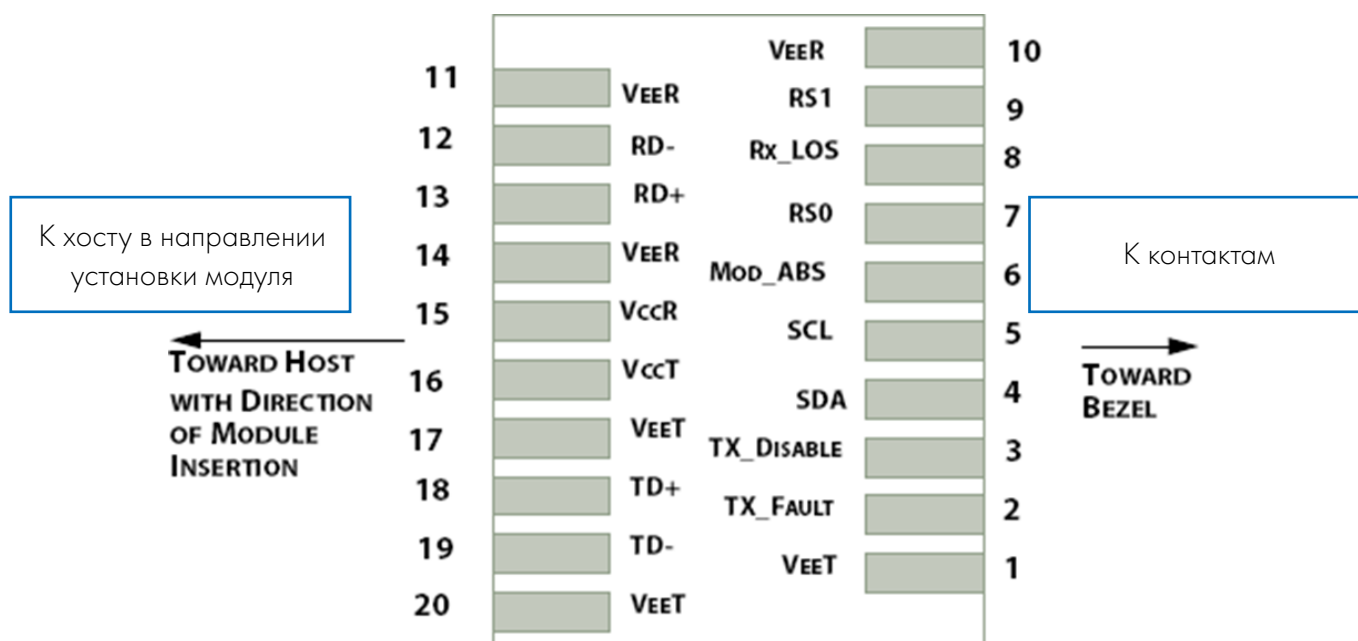 VEER
10
11
VEER
RS1
9
12
RD-
RX_LOS
8
13
RD+
RS0
7
К хосту в направлении
установки модуля
14
VEER
MOD_ABS
6
К контактам
15
VCCR
SCL
5
TOWARD HOST
WITH DIRECTION
OF MODULE
INSERTION
16
VCCT
SDA
4
TOWARD
BEZEL
17
VEET
TX_DISABLE
3
18
TD+
TX_FAULT
2
19
TD-
VEET
1
20
VEET